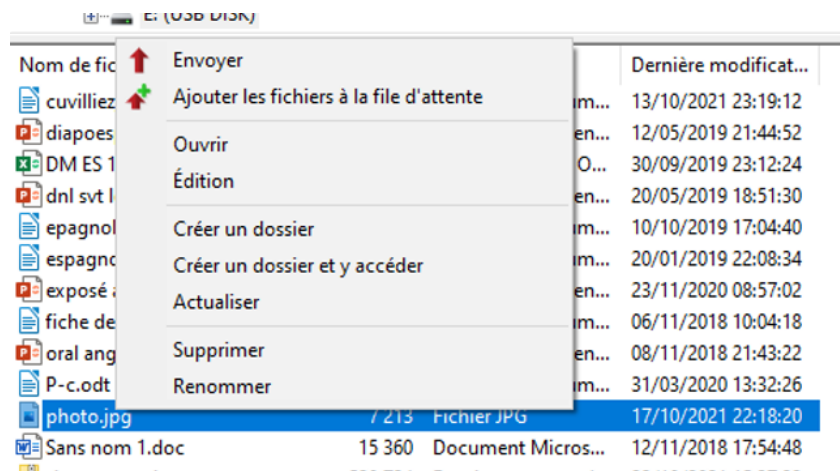 E: (USB DISK)
Nom de fic Dernière modificat...
Envoyer
cuvilliez um... 13/10/2021 23:19:12
Ajouter les fichiers à la file d'attente
diapoes en... 12/05/2019 21:44:52
Ouvrir
DM ES 1 O... 30/09/2019 23:12:24
Édition
dnl svt l en... 20/05/2019 18:51:30
epagnol um... 10/10/2019 17:04:40
Créer un dossier
espagno um... 20/01/2019 22:08:34
Créer un dossier et y accéder
exposé en... 23/11/2020 08:57:02
Actualiser
fiche de um... 06/11/2018 10:04:18
Supprimer
oral ang en... 08/11/2018 21:43:22
Renommer
P-c.odt um... 31/03/2020 13:32:26
photo.jpg 7 213 Fichier JPG 17/10/2021 22:18:20
Sans nom 1.doc 15 360 Document Micros... 12/11/2018 17:54:48